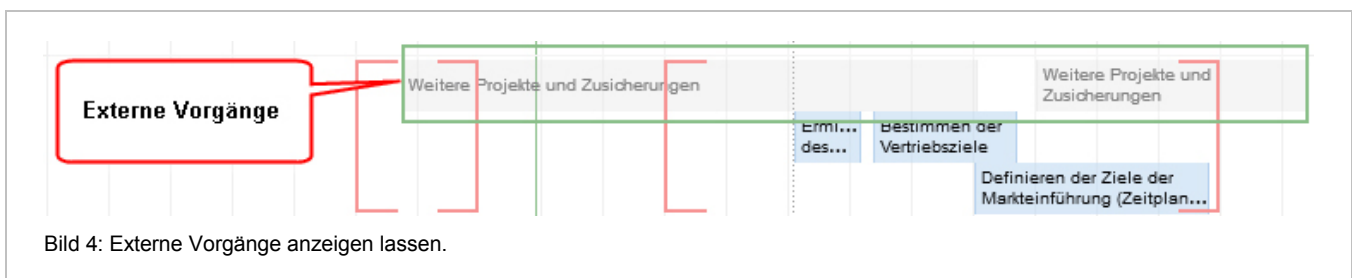 Externe Vorgänge
Weitere Projekte und Zusicherungen
Weitere Projekte und
Zusicherungen
Ermi...
des...
Bestimmen der
Vertriebsziele
Definieren der Ziele der
Markteinführung (Zeitplan...
Bild 4: Externe Vorgänge anzeigen lassen.